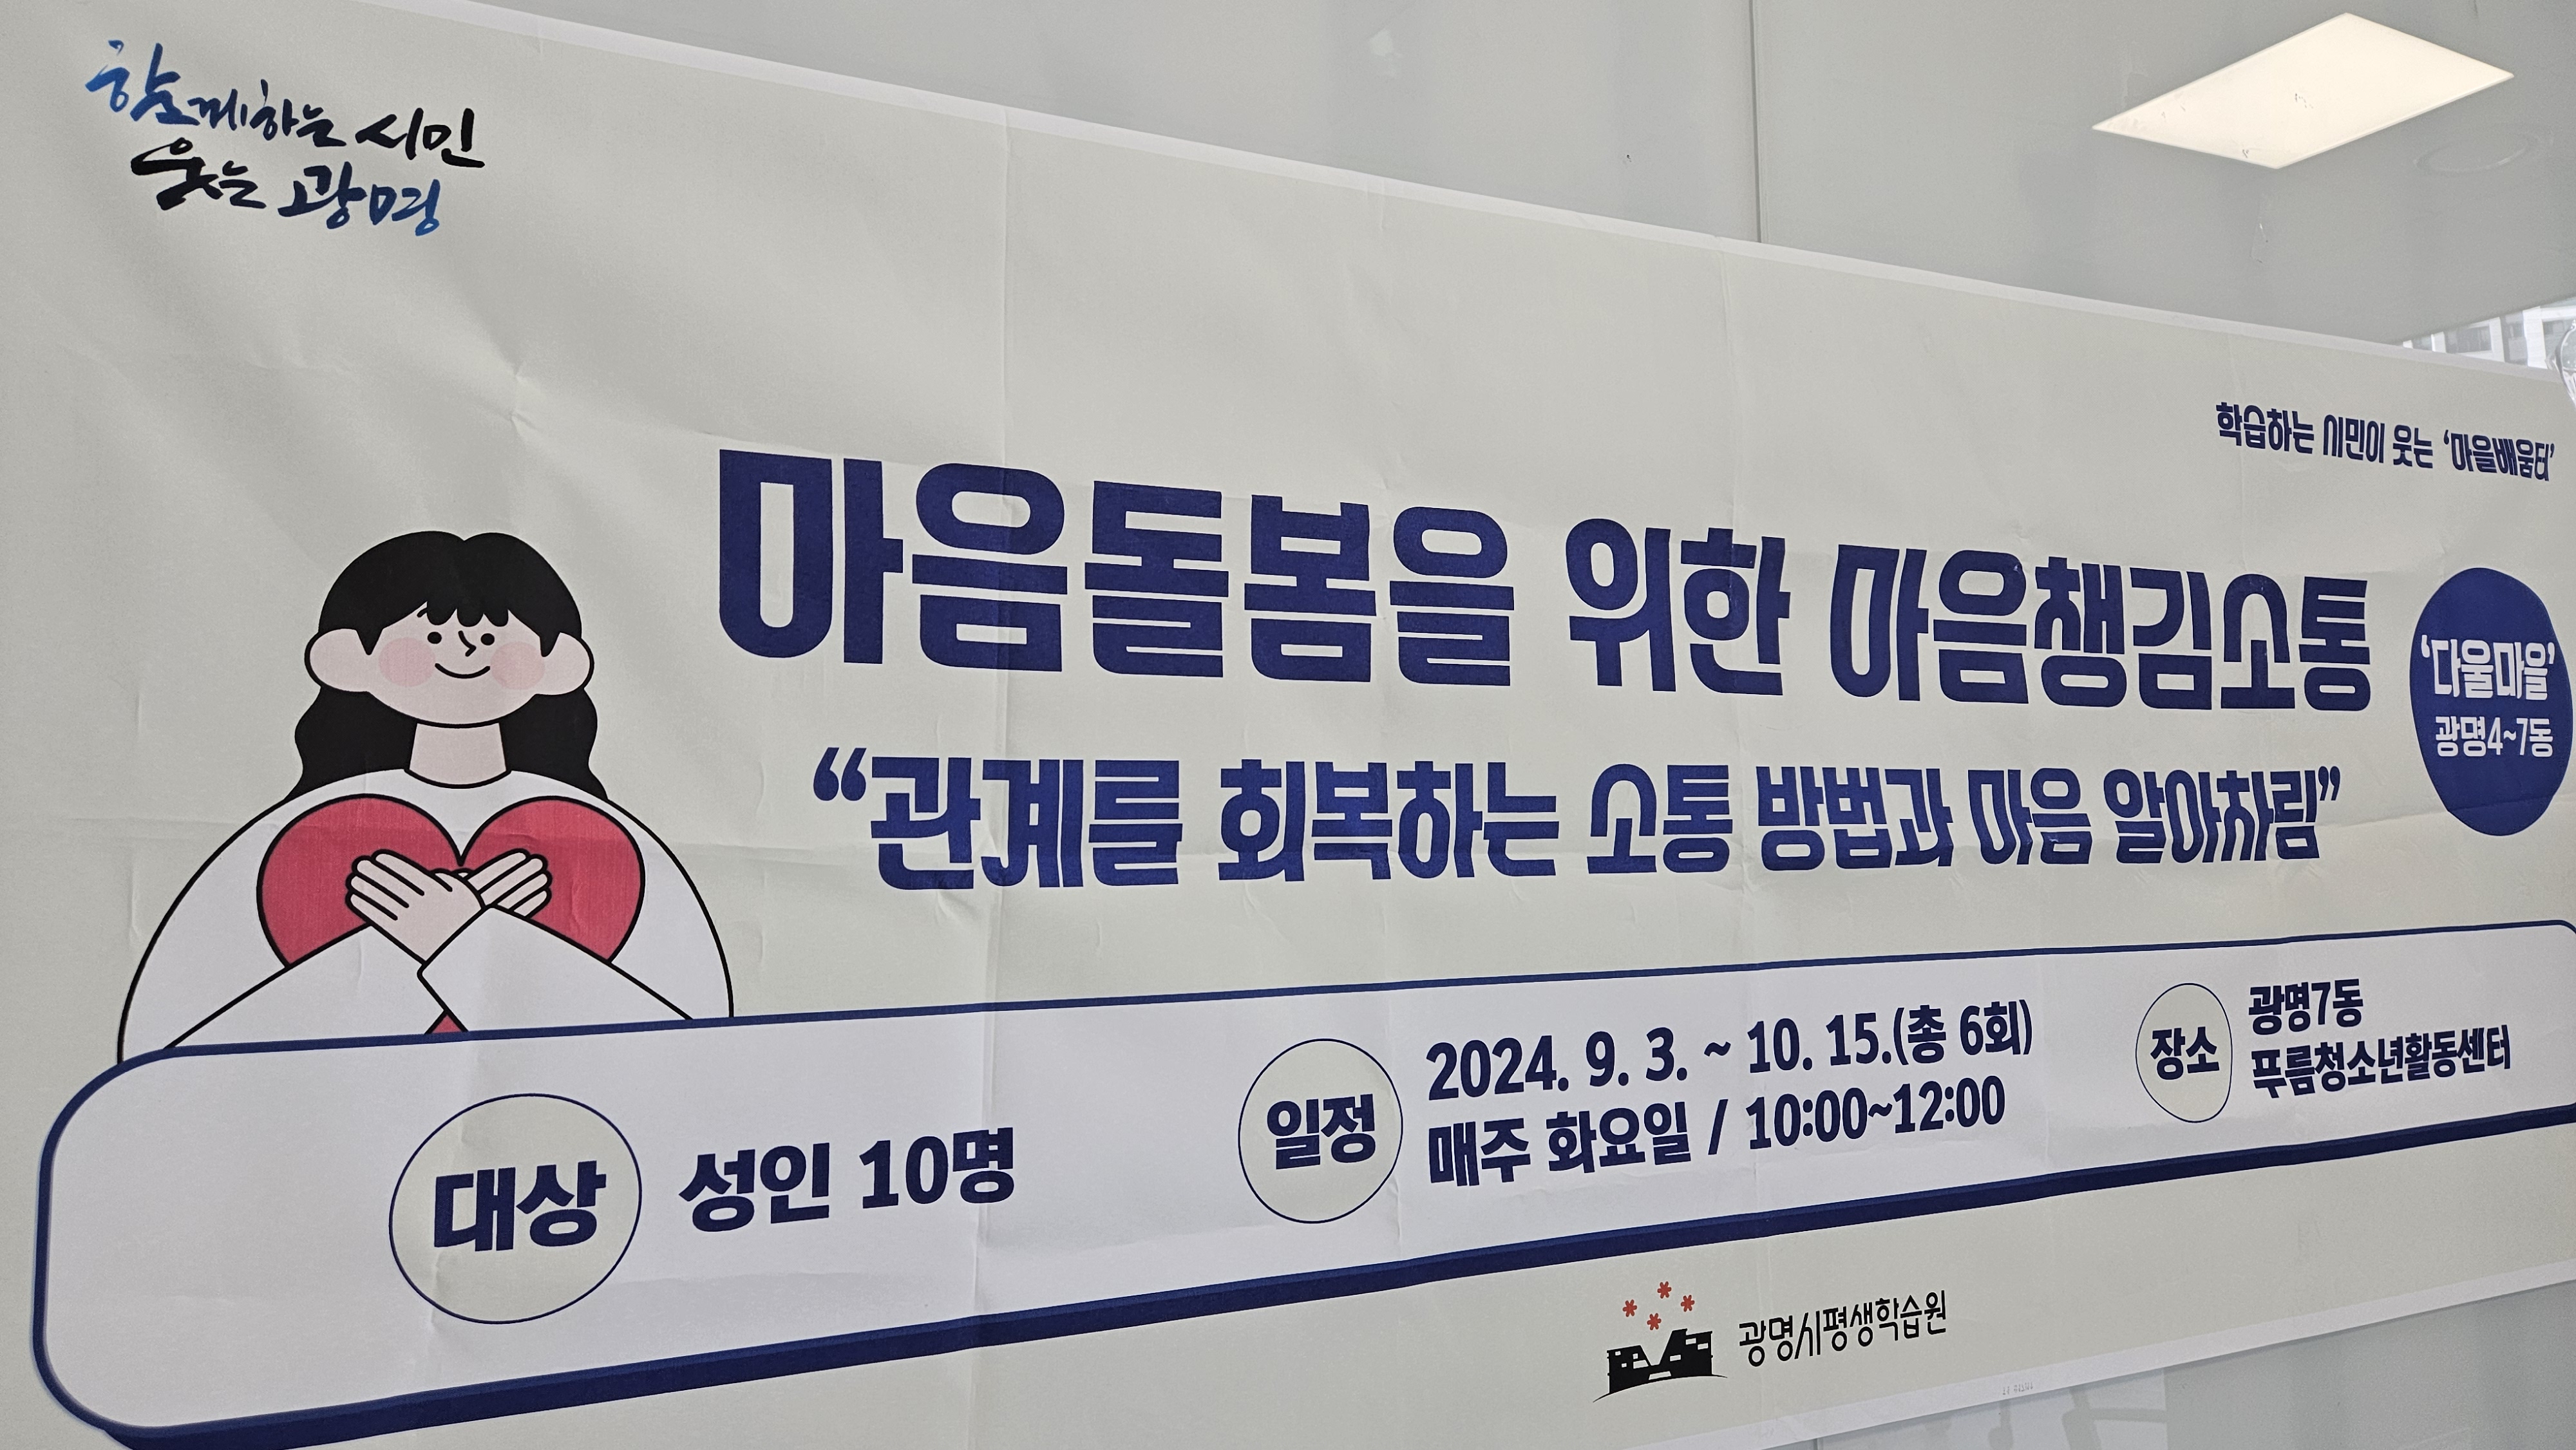 함께하는 시민
웃는 광명
학습하는 시민이 웃는 '마을배움터'
마음돌봄을 위한 마음챙김소통
"관계를 회복하는 소통 방법과 마음 알아차림"
'다울마을'
광명4~7동
대상
성인 10명
일정
2024. 9. 3. ~ 10. 15.(총 6회)
매주 화요일 / 10:00~12:00
장소
광명7동
푸름청소년활동센터
광명시평생학습원